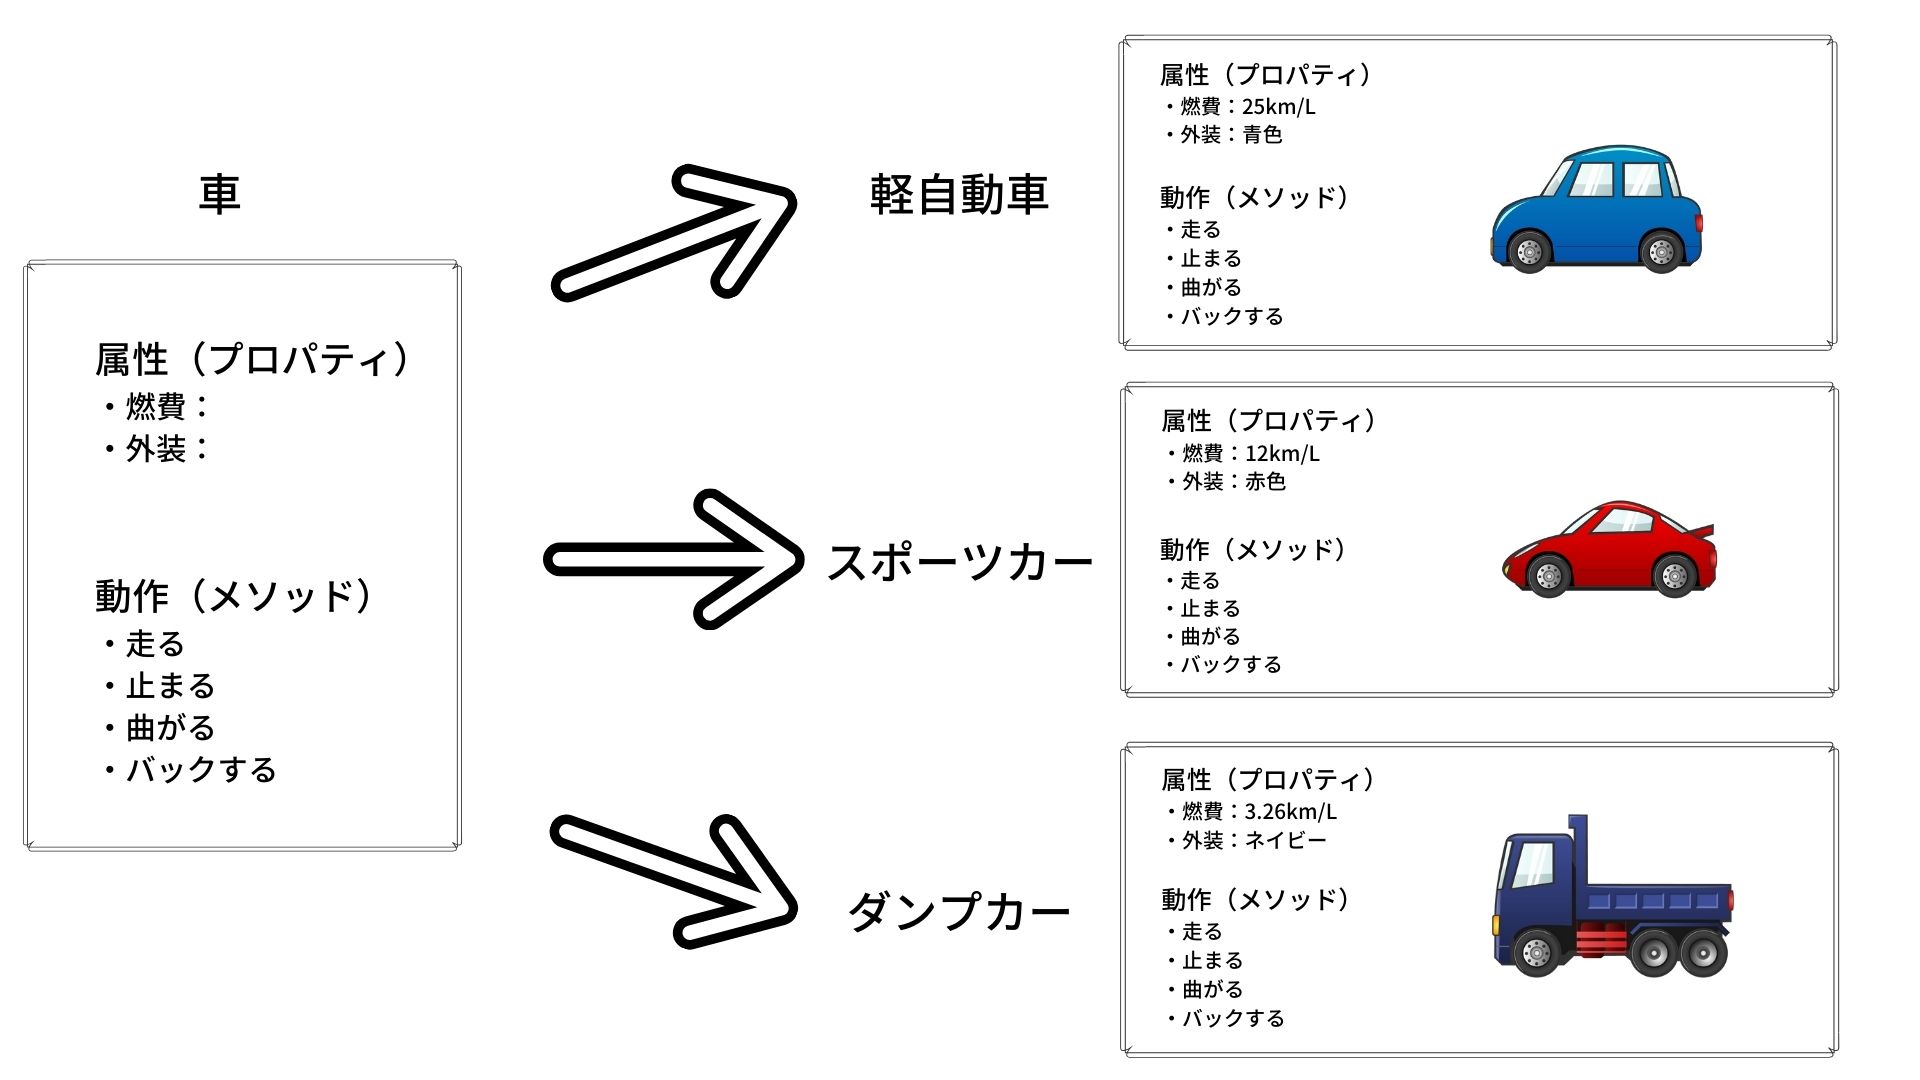 車
属性（プロパティ）
・燃費：
・外装：
動作（メソッド）
・走る
・止まる
・曲がる
・バックする
軽自動車
属性（プロパティ）
・燃費：25km/L
・外装：青色
動作（メソッド）
・走る
・止まる
・曲がる
・バックする
スポーツカー
属性（プロパティ）
・燃費：12km/L
・外装：赤色
動作（メソッド）
・走る
・止まる
・曲がる
・バックする
ダンプカー
属性（プロパティ）
・燃費：3.26km/L
・外装：ネイビー
動作（メソッド）
・走る
・止まる
・曲がる
・バックする